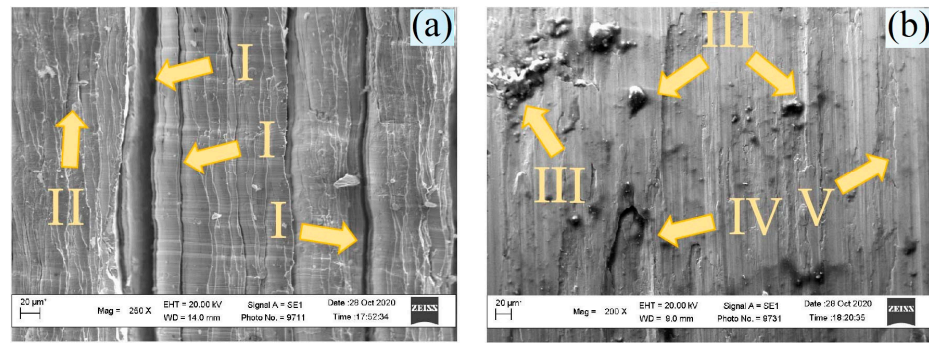 (a)
I
I
II
I
20 µm*
Mag = 250 X
EHT = 20.00 kV
WD = 14.0 mm
Signal A = SE1
Photo No. = 9711
Date :28 Oct 2020
Time :17:52:34
ZEISS
(b)
III
III
IV
V
20 µm*
Mag = 200 X
EHT = 20.00 kV
WD = 9.0 mm
Signal A = SE1
Photo No. = 9731
Date :28 Oct 2020
Time :18:20:35
ZEISS